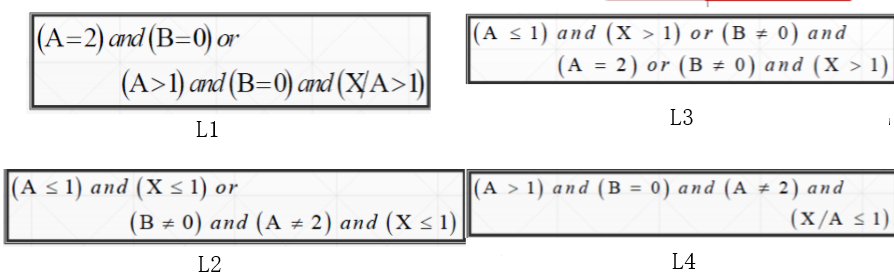 (A=2) and (B=0) or
(A>1) and (B=0) and (X/A>1)
L1
(A ≤ 1) and (X > 1) or (B ≠ 0) and
(A = 2) or (B ≠ 0) and (X > 1)
L3
(A ≤ 1) and (X ≤ 1) or
(B ≠ 0) and (A ≠ 2) and (X ≤ 1)
L2
(A > 1) and (B = 0) and (A ≠ 2) and
(X/A ≤ 1)
L4